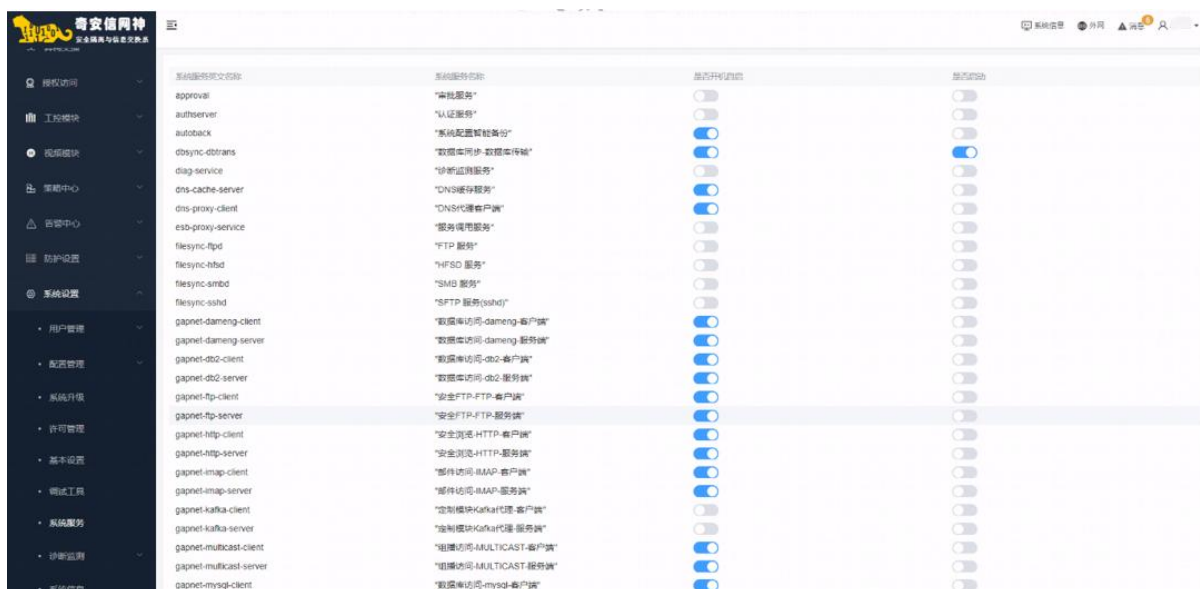 奇安信网神
安全隔离与信息交换系
系统信息 外网 消息
授权访问
工控模块
视频模块
策略中心
告警中心
防护设置
系统设置
用户管理
配置管理
系统升级
许可管理
基本设置
调试工具
系统服务
诊断监测
系统信息
系统服务英文名称 系统服务名称 是否开机自启 是否启动
approval "审批服务"
authserver "认证服务"
autoback "系统配置智能备份"
dbsync-dbtrans "数据库同步-数据库传输"
diag-service "诊断监测服务"
dns-cache-server "DNS缓存服务"
dns-proxy-client "DNS代理客户端"
esb-proxy-service "服务调用服务"
filesync-ftpd "FTP 服务"
filesync-hfsd "HFSD 服务"
filesync-smbd "SMB 服务"
filesync-sshd "SFTP 服务(sshd)"
gapnet-dameng-client "数据库访问-dameng-客户端"
gapnet-dameng-server "数据库访问-dameng-服务端"
gapnet-db2-client "数据库访问-db2-客户端"
gapnet-db2-server "数据库访问-db2-服务端"
gapnet-ftp-client "安全FTP-FTP-客户端"
gapnet-ftp-server "安全FTP-FTP-服务端"
gapnet-http-client "安全浏览-HTTP-客户端"
gapnet-http-server "安全浏览-HTTP-服务端"
gapnet-imap-client "邮件访问-IMAP-客户端"
gapnet-imap-server "邮件访问-IMAP-服务端"
gapnet-kafka-client "定制模块Kafka代理-客户端"
gapnet-kafka-server "定制模块Kafka代理-服务端"
gapnet-multicast-client "组播访问-MULTICAST-客户端"
gapnet-multicast-server "组播访问-MULTICAST-服务端"
gapnet-mysql-client "数据库访问-mysql-客户端"